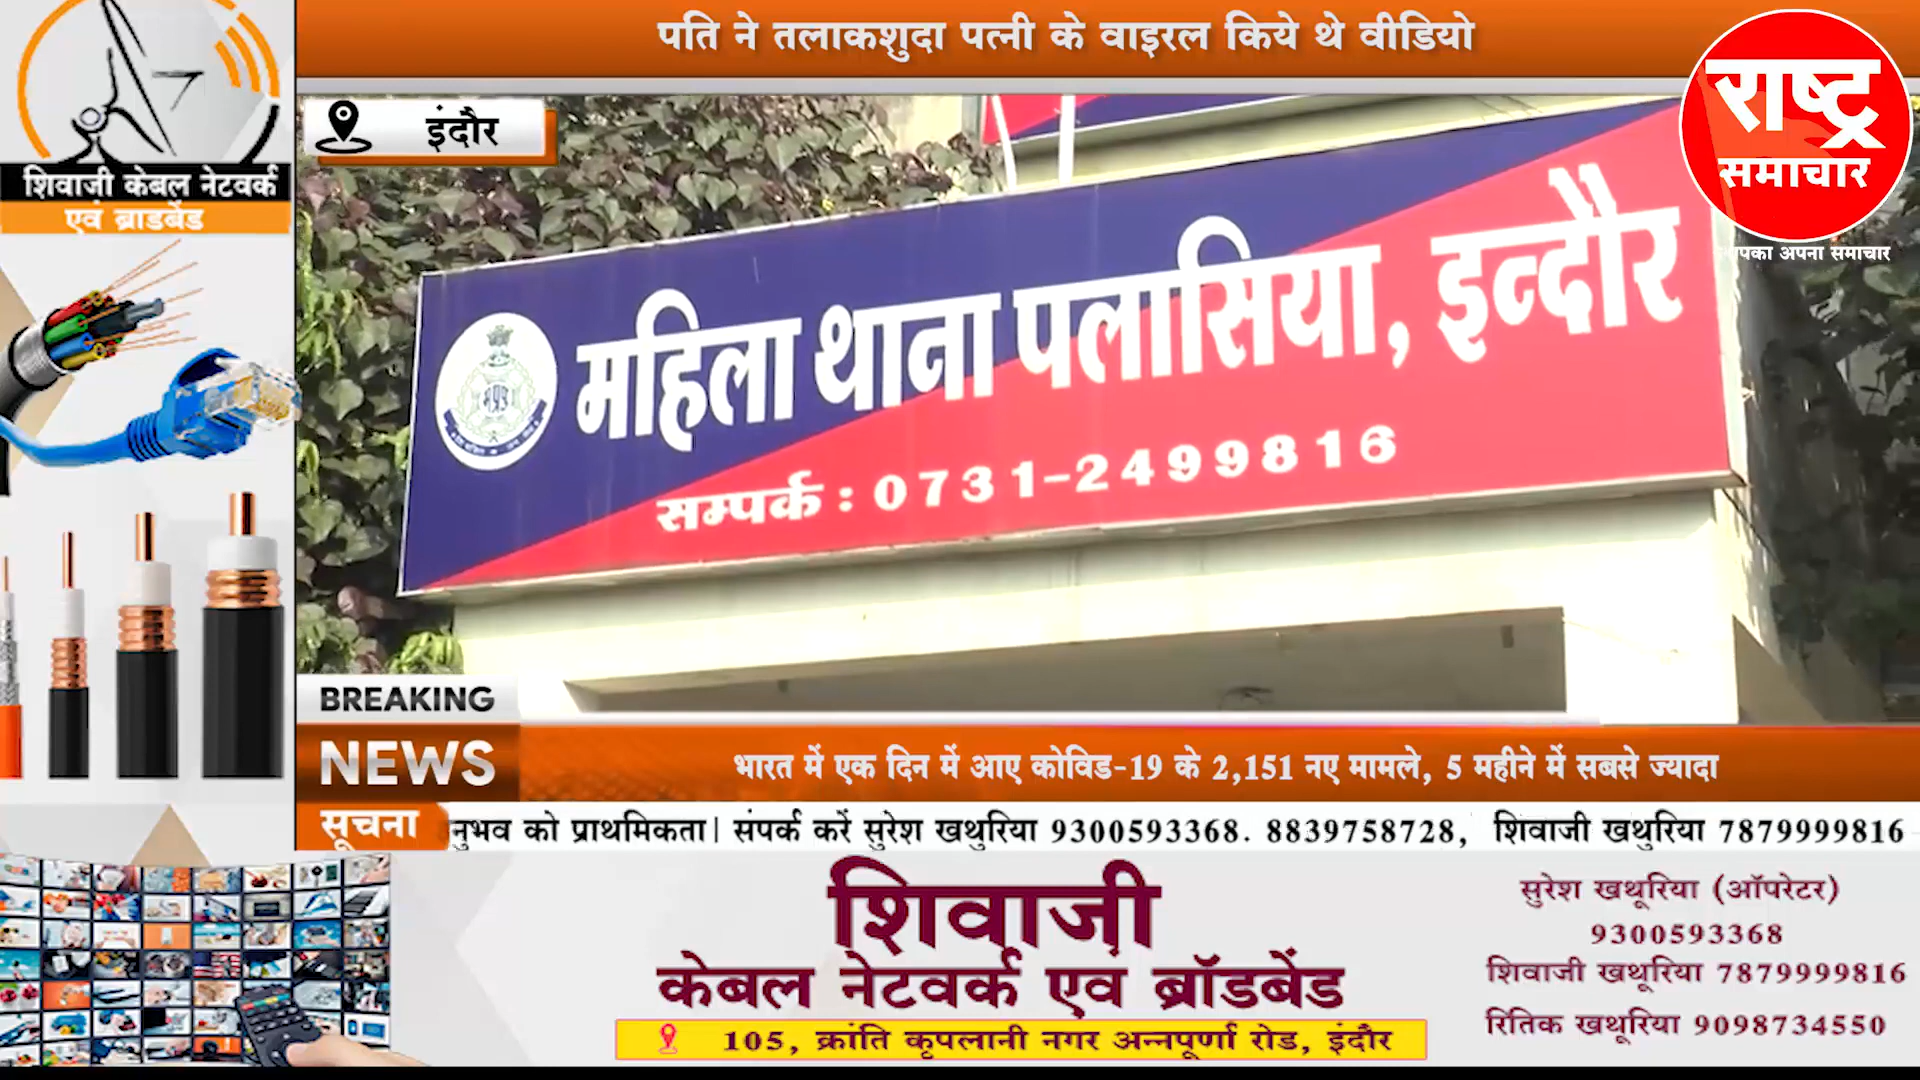 पति ने तलाकशुदा पत्नी के वाइरल किये थे वीडियो
राष्ट्र
समाचार
अपना समाचार
इंदौर
शिवाजी केबल नेटवर्क
एवं ब्राडबेंड
महिला थाना पलासिया, इन्दौर
सम्पर्क : 0731-2499816
BREAKING
NEWS
भारत में एक दिन में आए कोविड-19 के 2,151 नए मामले, 5 महीने में सबसे ज्यादा
सूचना
को प्राथमिकता| संपर्क करें सुरेश खथुरिया 9300593368. 8839758728, शिवाजी खथुरिया 7879999816
शिवाजी
केबल नेटवर्क एवं ब्रॉडबेंड
105, क्रांति कृपलानी नगर अन्नपूर्णा रोड, इंदौर
सुरेश खथूरिया (ऑपरेटर)
9300593368
शिवाजी खथूरिया 7879999816
रितिक खथूरिया 9098734550